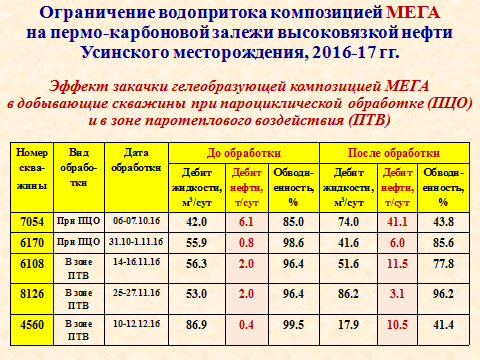 Ограничение водопритока композицией МЕГА
на пермо-карбоновой залежи высоковязкой нефти
Усинского месторождения, 2016-17 гг.
Эффект закачки гелеобразующей композицией МЕГА
в добывающие скважины при пароциклической обработке (ПЦО)
и в зоне паротеплового воздействия (ПТВ)
Номер сква- жины Вид обрабо- тки Дата обработки До обработки После обработки
Дебит жидкости, м³/сут Дебит нефти, т/сут Обводн- енность, % Дебит жидкости, м³/сут Дебит нефти, т/сут Обводн- енность, %
7054 При ПЦО 06-07.10.16 42.0 6.1 85.0 74.0 41.1 43.8
6170 При ПЦО 31.10-1.11.16 55.9 0.8 98.6 41.6 6.0 85.6
6108 В зоне ПТВ 14-16.11.16 56.3 2.0 96.4 51.6 11.5 77.8
8126 В зоне ПТВ 25-27.11.16 53.0 2.0 96.4 86.2 3.1 96.2
4560 В зоне ПТВ 10-12.12.16 86.9 0.4 99.5 17.9 10.5 41.4